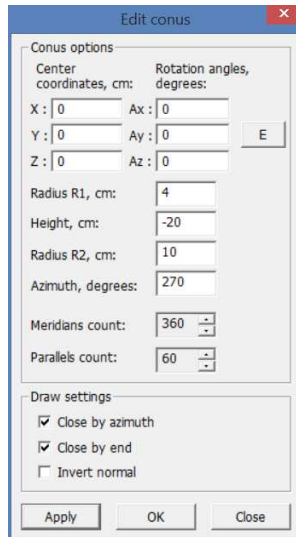 Edit conus
×
Conus options
Center coordinates, cm:
Rotation angles, degrees:
X : 0 Ax : 0
Y : 0 Ay : 0 E
Z : 0 Az : 0
Radius R1, cm: 4
Height, cm: -20
Radius R2, cm: 10
Azimuth, degrees: 270
Meridians count: 360
Parallels count: 60
Draw settings
Close by azimuth
Close by end
Invert normal
Apply OK Close